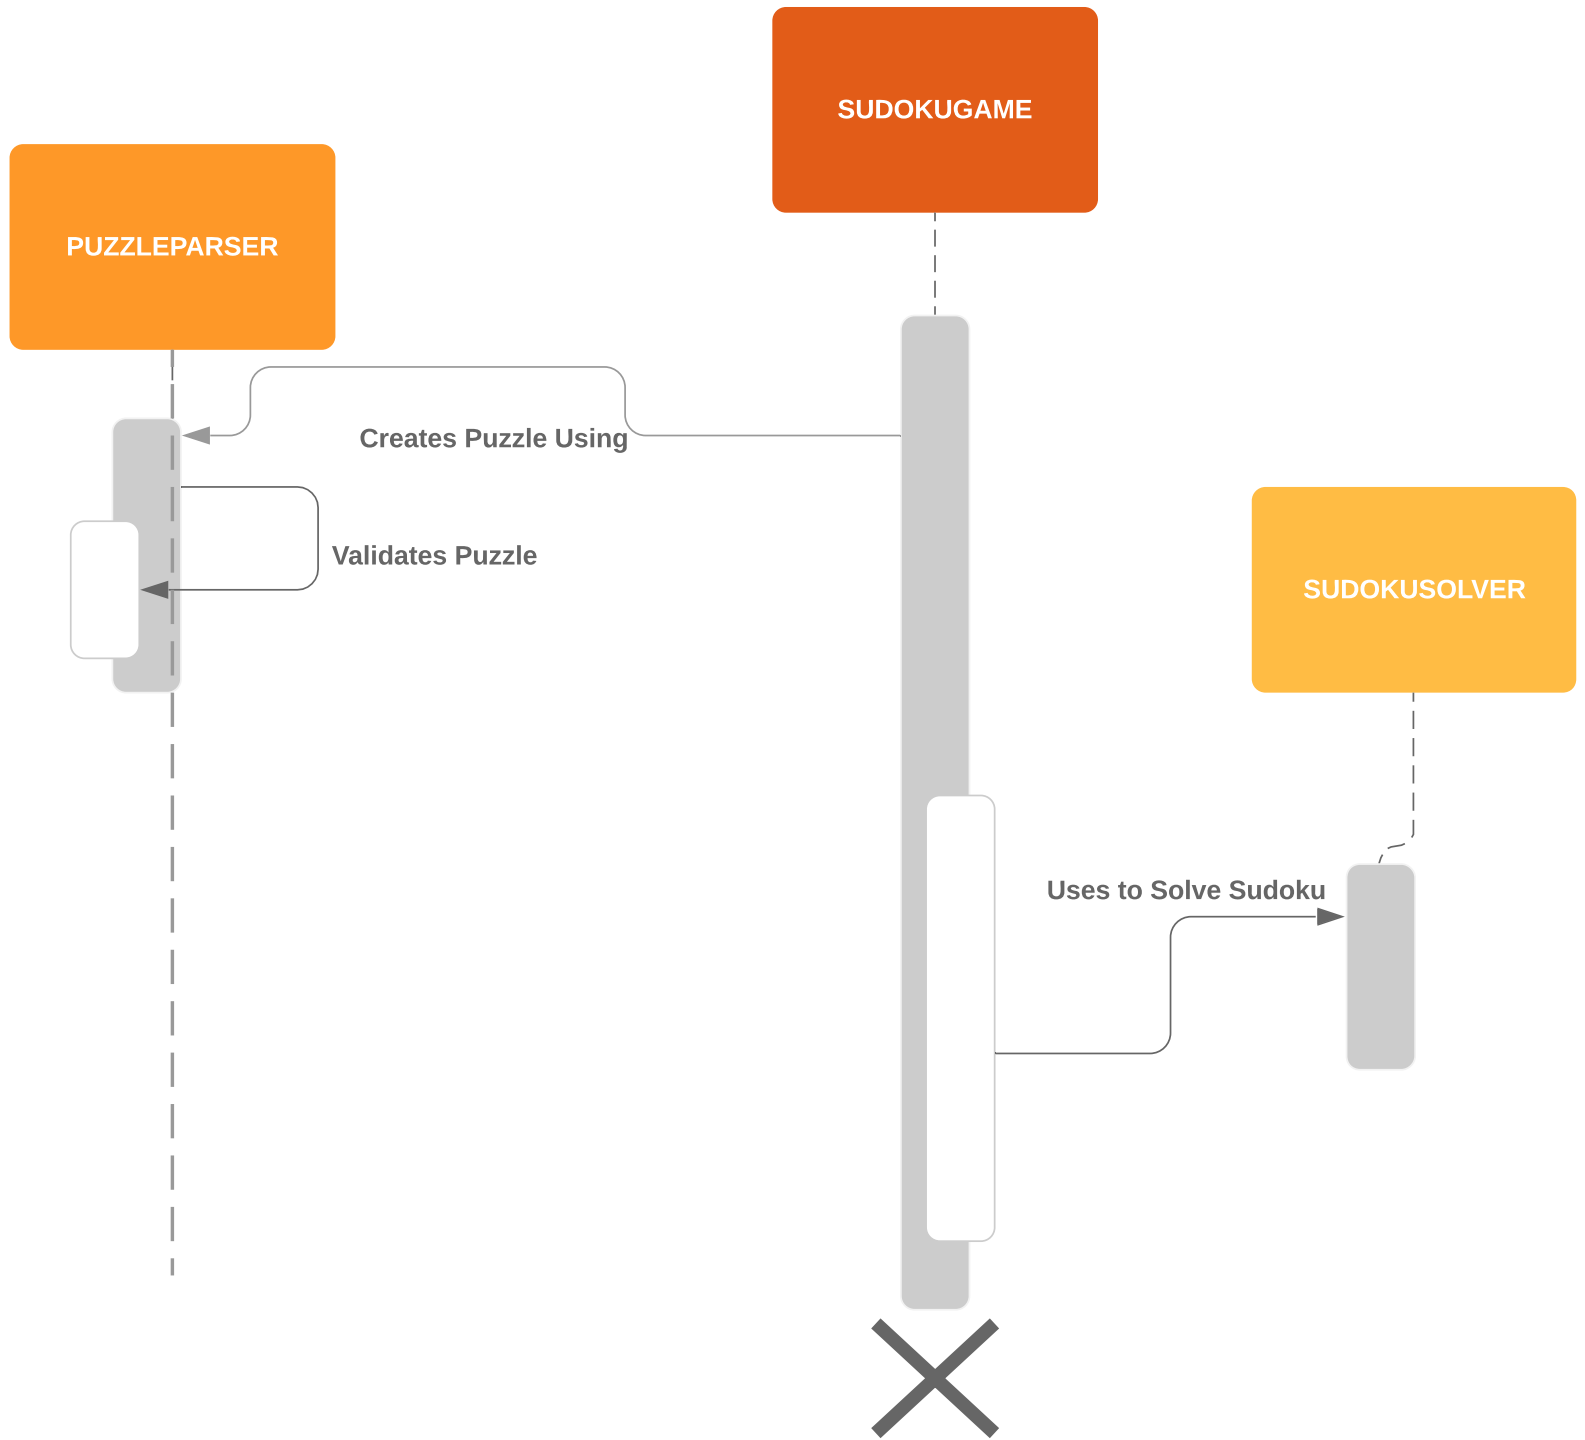 SUDOKUGAME
PUZZLEPARSER
Creates Puzzle Using
Validates Puzzle
SUDOKUSOLVER
Uses to Solve Sudoku